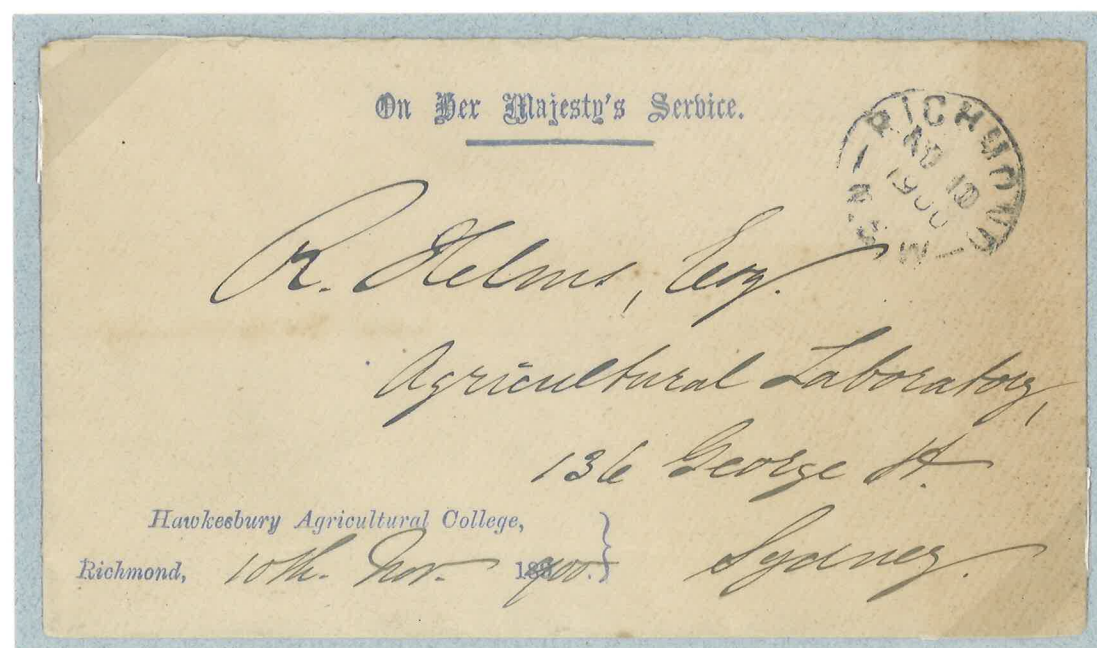 On Her Majesty's Service.
RICHMOND
10
1900
N.S.W
R. Helms, Esq.
Agricultural Laboratory,
136 George St.
Sydney.
Hawkesbury Agricultural College,
Richmond, 10th. Nov. 1900.